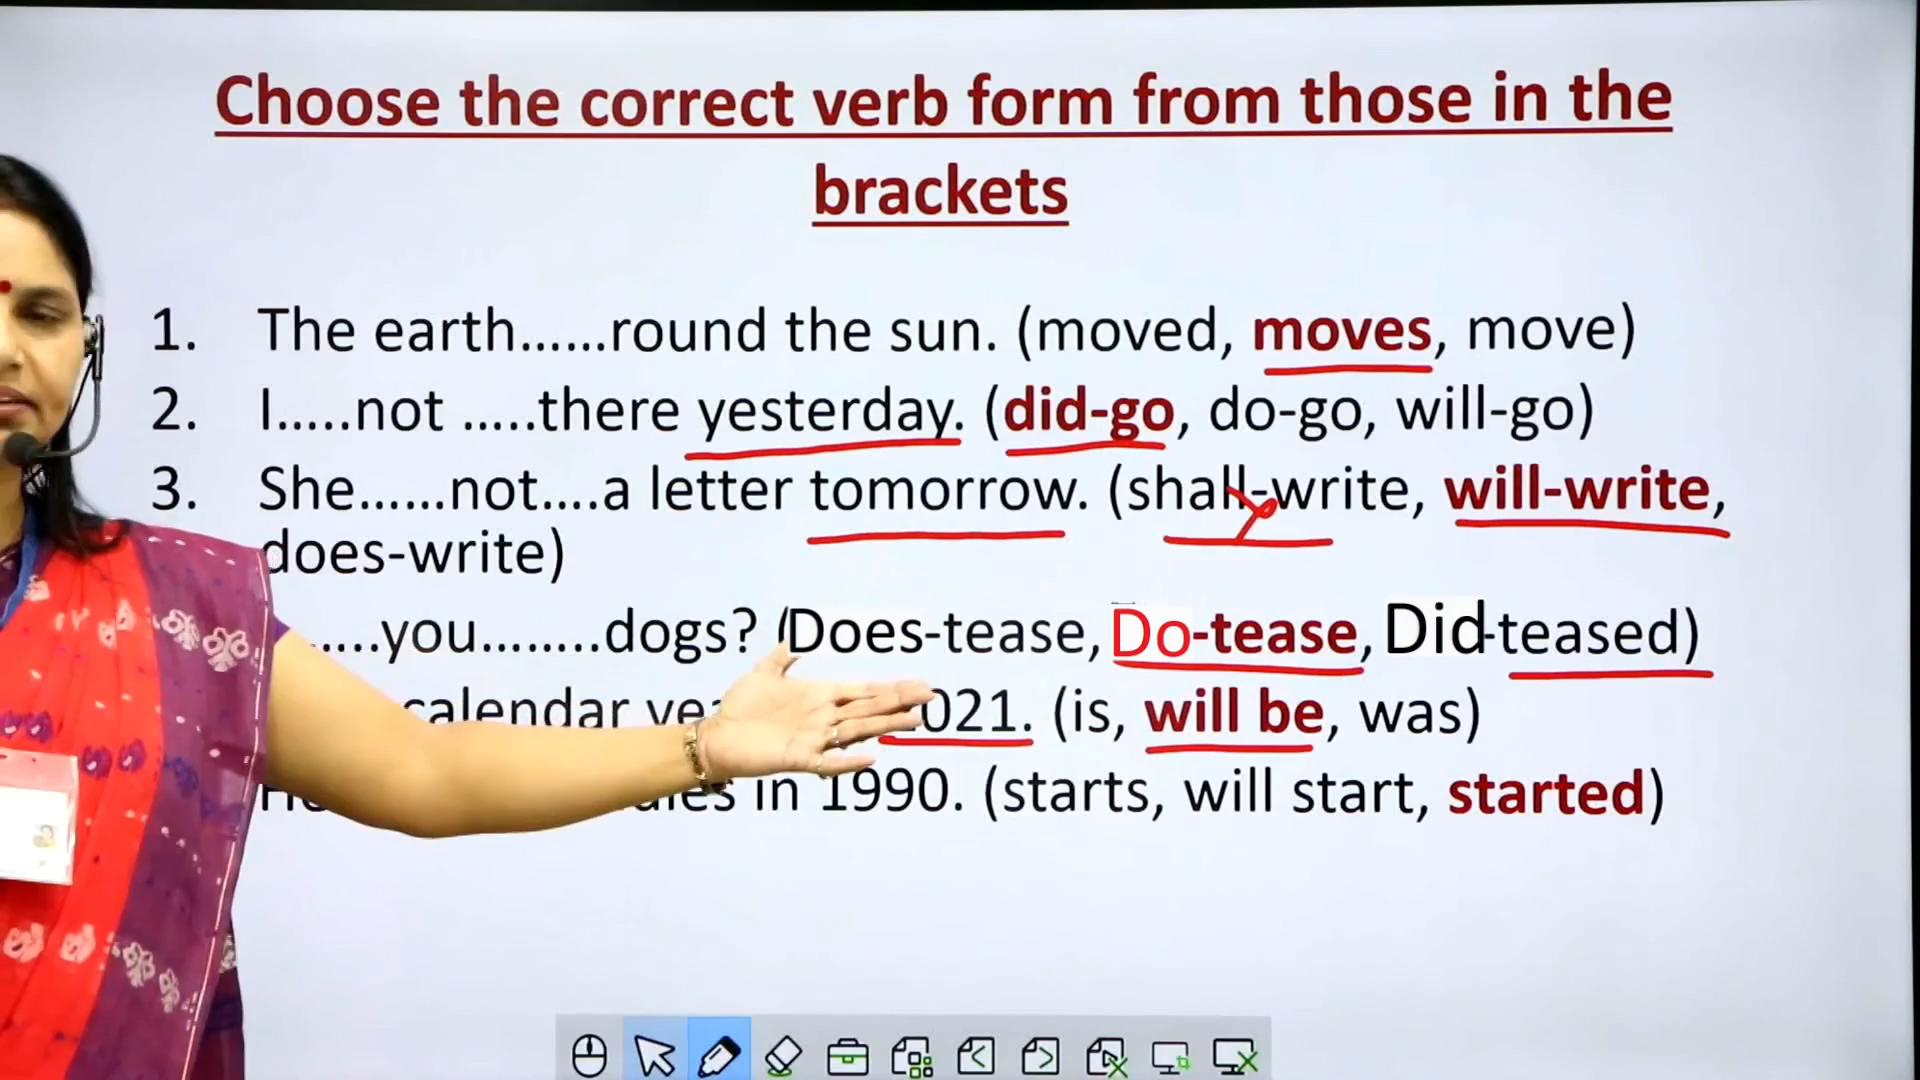 Choose the correct verb form from those in the
brackets
1. The earth......round the sun. (moved, moves, move)
2. I.....not .....there yesterday. (did-go, do-go, will-go)
3. She......not....a letter tomorrow. (shall-write, will-write,
does-write)
.....you........dogs? (Does-tease, Do-tease, Did-teased)
calendar 2021. (is, will be, was)
in 1990. (starts, will start, started)